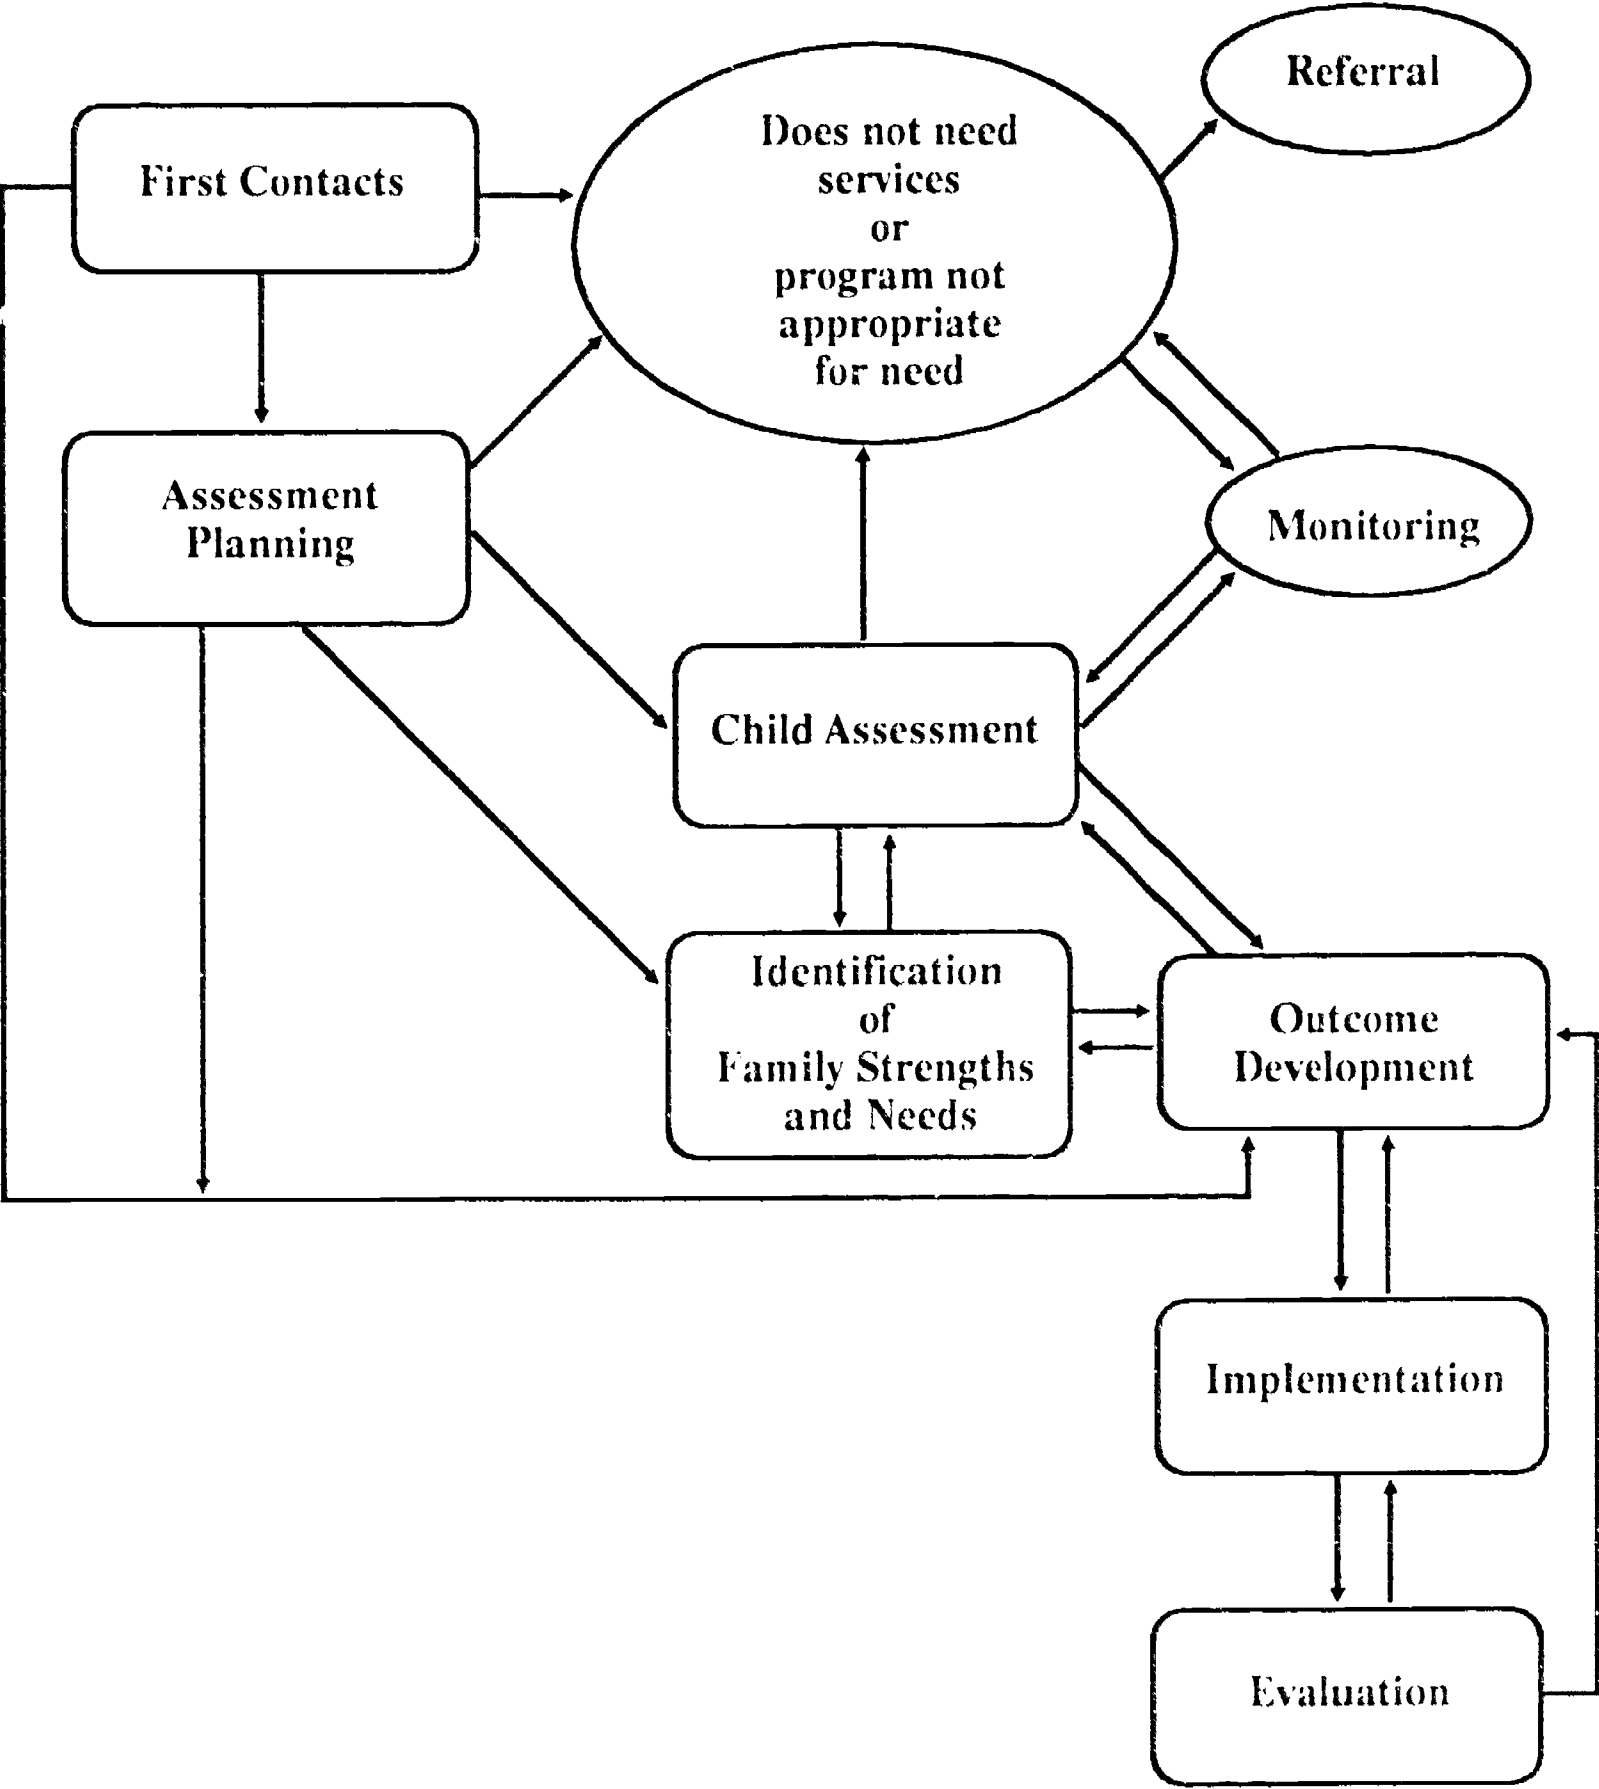 Referral
First Contacts
Does not need
services
or
program not
appropriate
for need
Assessment
Planning
Monitoring
Child Assessment
Identification
of
Family Strengths
and Needs
Outcome
Development
Implementation
Evaluation